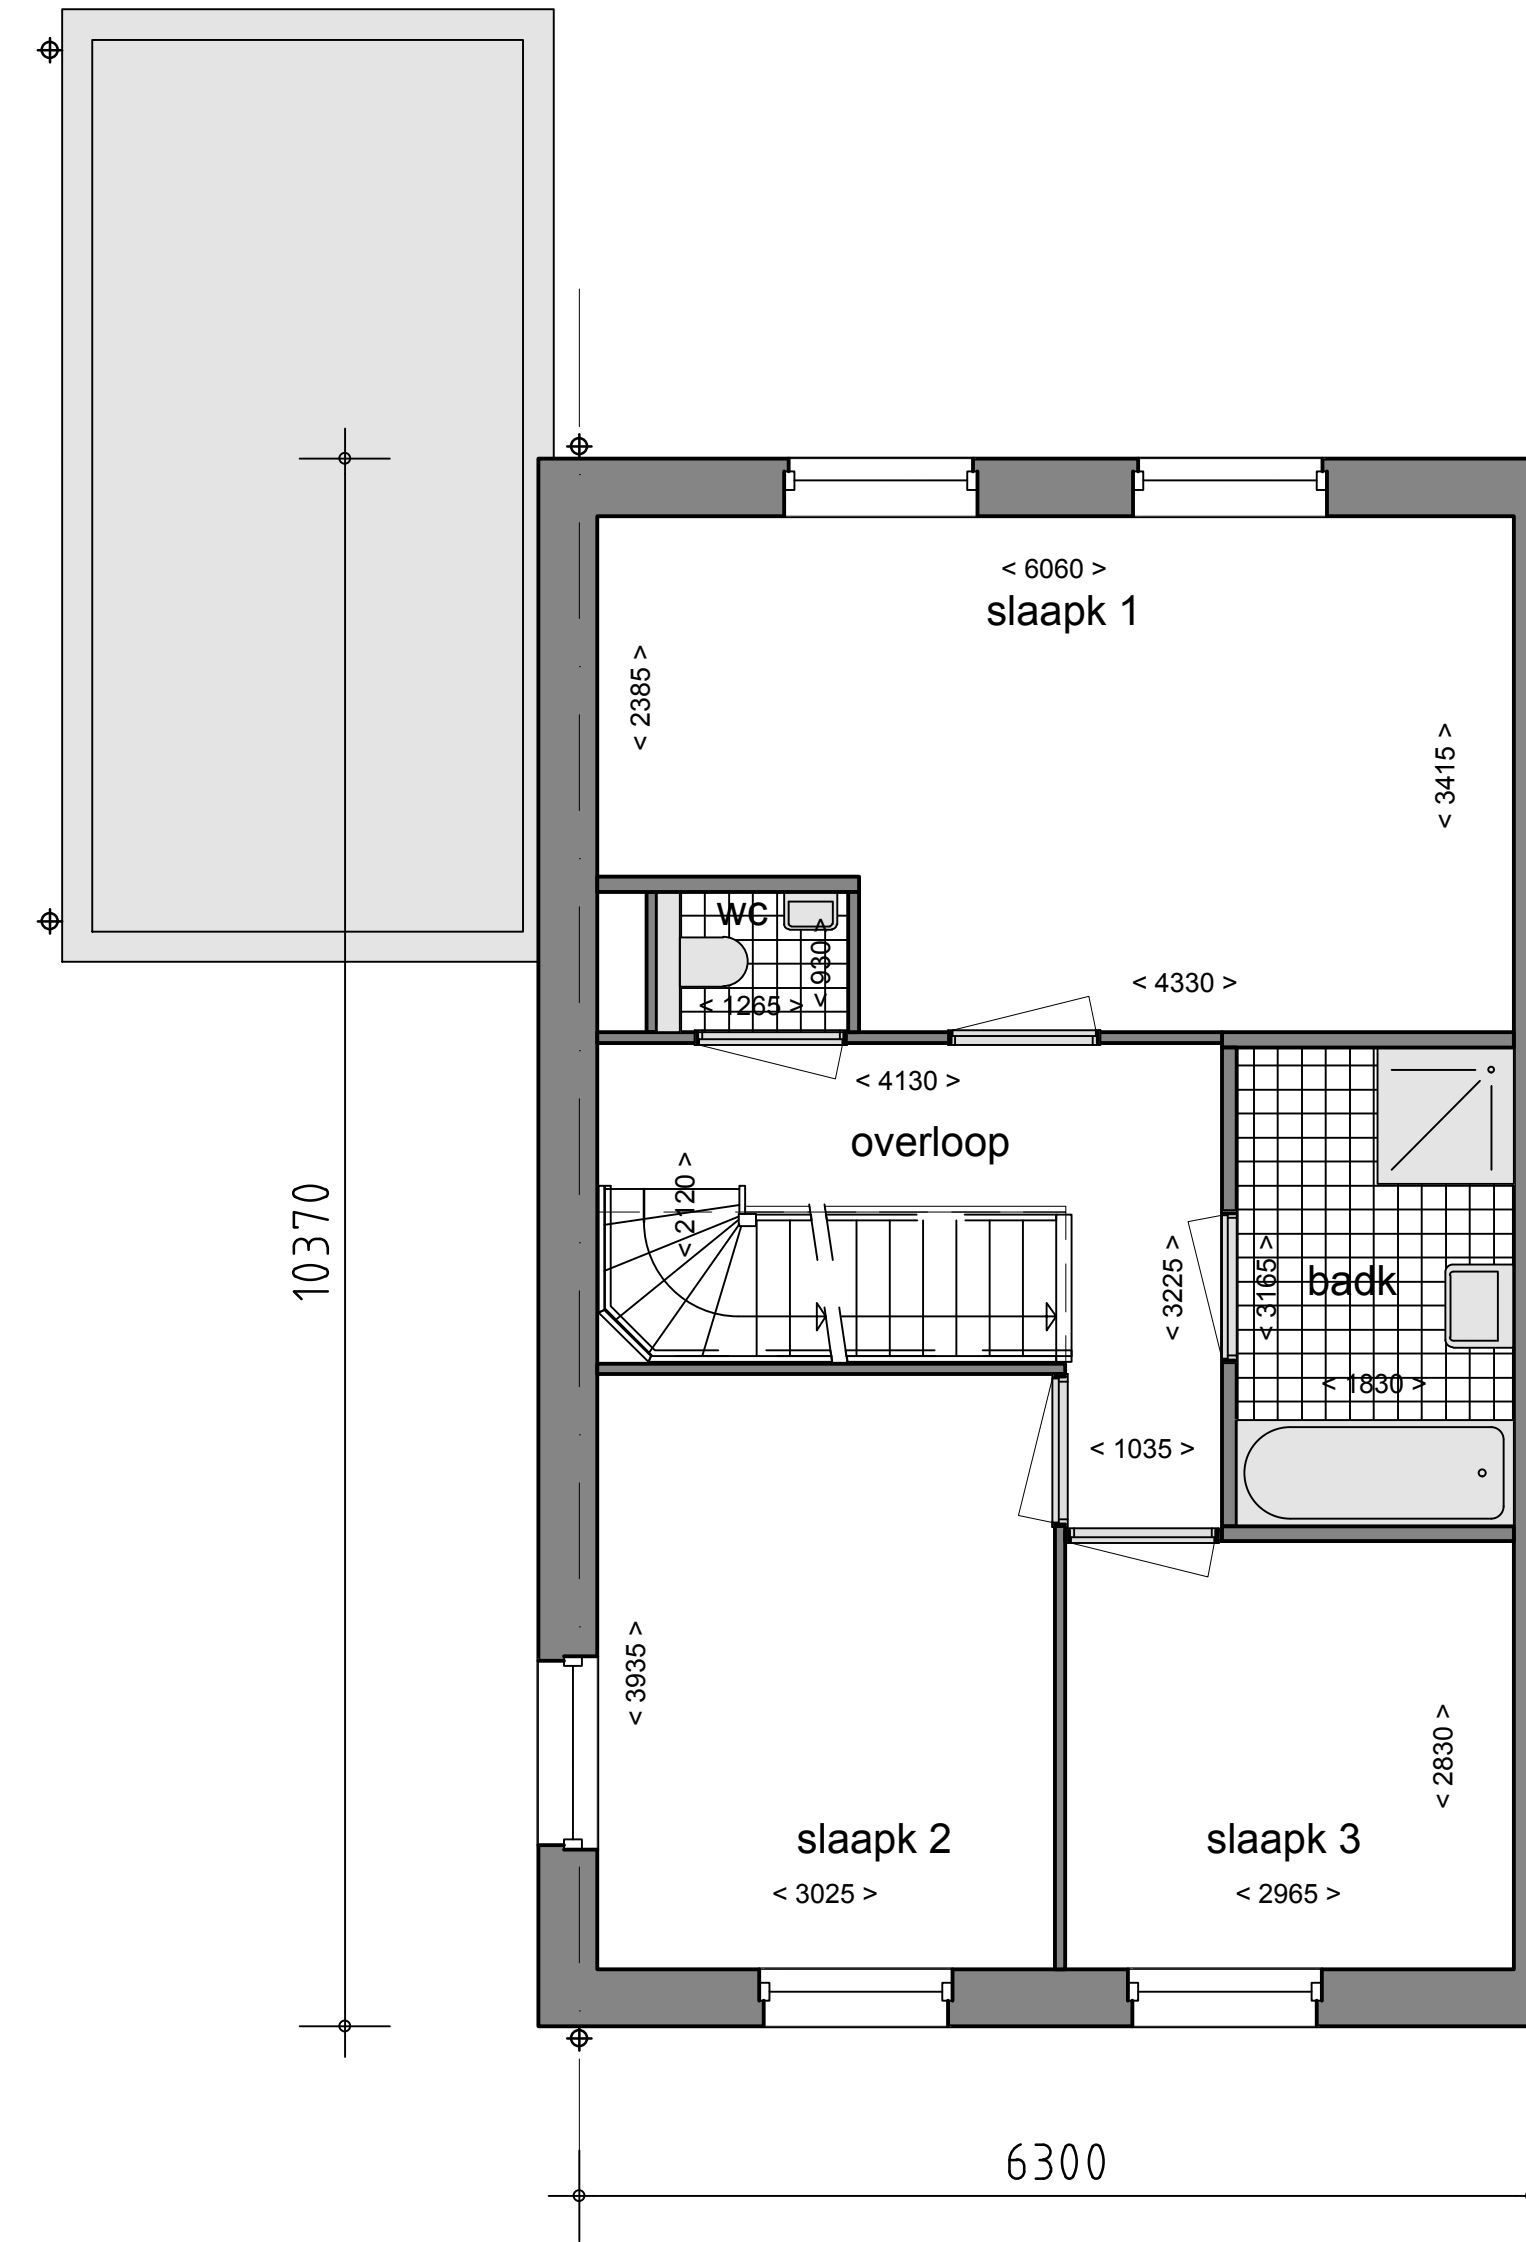 < 6060 >
slaapk 1
< 2385 >
< 3415 >
wc
< 930 >
< 1265 >
< 4330 >
< 4130 >
overloop
< 2120 >
10370
< 3225 >
< 3165 >
badk
< 1830 >
< 1035 >
< 3935 >
< 2830 >
slaapk 2
slaapk 3
< 3025 >
< 2965 >
6300